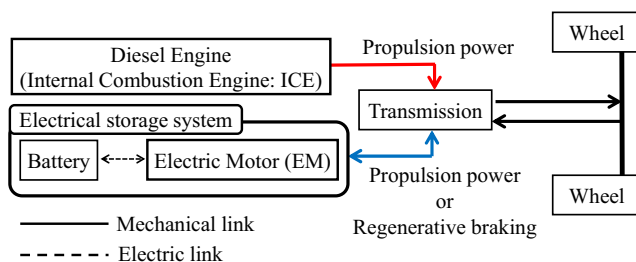 Diesel Engine
(Internal Combustion Engine: ICE)
Propulsion power
Wheel
Electrical storage system
Transmission
Battery
Electric Motor (EM)
Propulsion power
or
Regenerative braking
Wheel
Mechanical link
Electric link